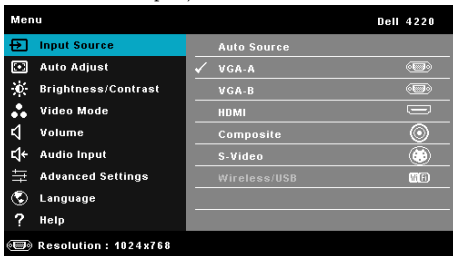 Menu Dell 4220
Input Source Auto Source
Auto Adjust VGA-A
Brightness/Contrast VGA-B
Video Mode HDMI
Volume Composite
Audio Input S-Video
Advanced Settings Wireless/USB
Language
? Help
Resolution : 1024x768